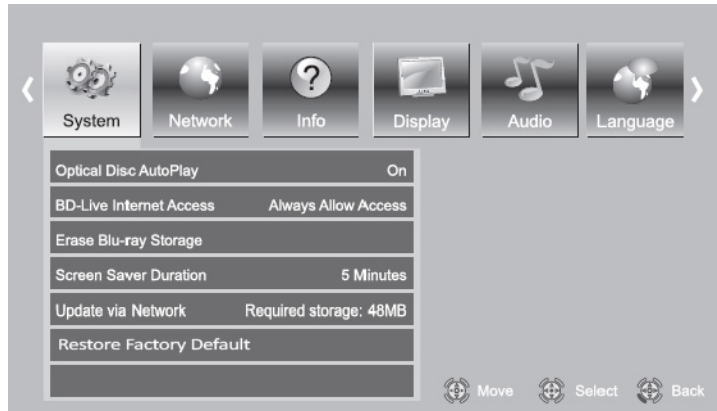 System Network Info Display Audio Language
Optical Disc AutoPlay On
BD-Live Internet Access Always Allow Access
Erase Blu-ray Storage
Screen Saver Duration 5 Minutes
Update via Network Required storage: 48MB
Restore Factory Default
Move Select Back